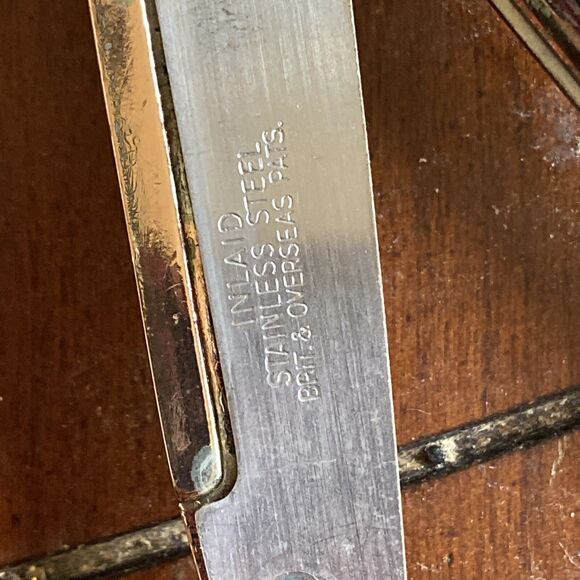 INLAID
STAINLESS STEEL
BRIT. & OVERSEAS PATS.